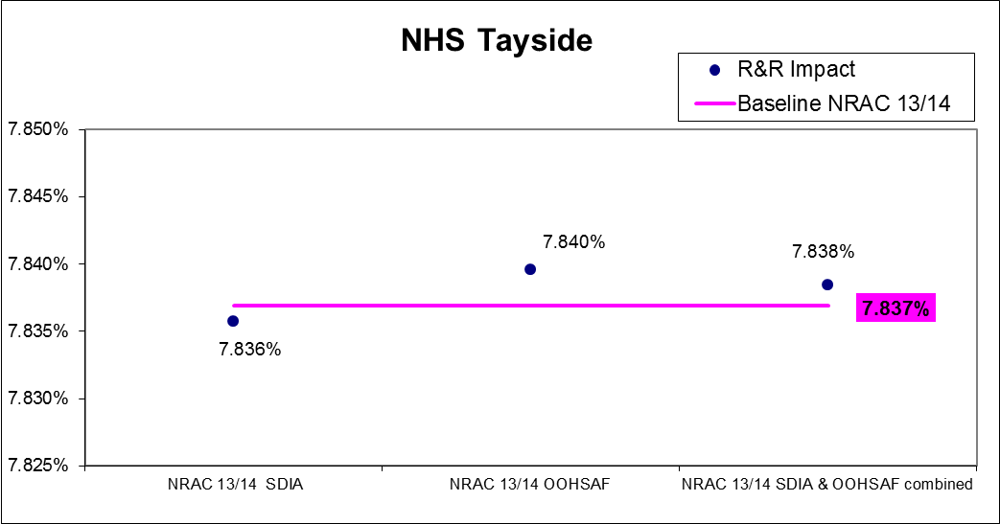 NHS Tayside
R&R Impact
Baseline NRAC 13/14
7.850%
7.845%
7.840%
7.835%
7.830%
7.825%
7.836%
7.840%
7.838%
7.837%
NRAC 13/14  SDIA
NRAC 13/14 OOHSAF
NRAC 13/14 SDIA & OOHSAF combined